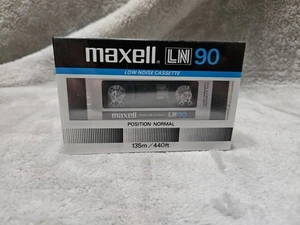 maxell. LN 90
LOW NOISE CASSETTE
maxell LN 90
POSITION NORMAL
135m/440ft